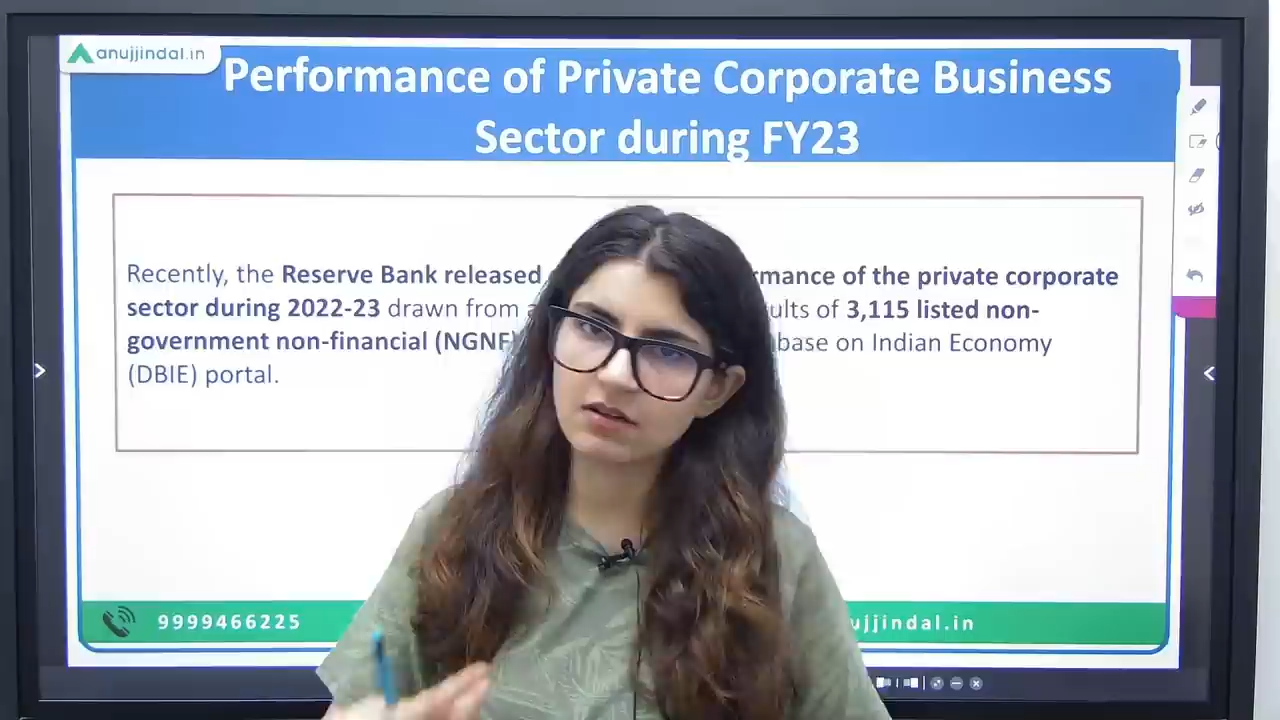 anujjindal.in
Performance of Private Corporate Business
Sector during FY23
Recently, the Reserve Bank released rmance of the private corporate
sector during 2022-23 drawn from ults of 3,115 listed non-
government non-financial (NGNF) base on Indian Economy
(DBIE) portal.
9999466225
ujjindal.in